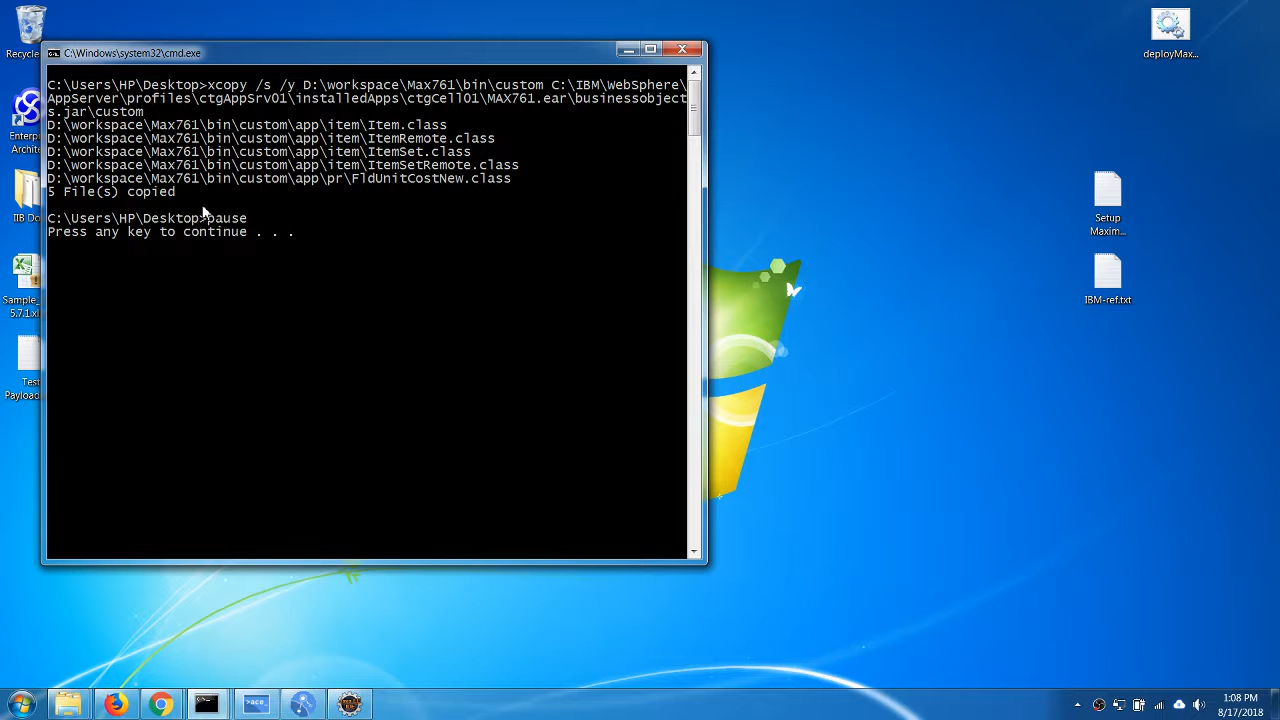 Recycle
deployMax...
C:\Windows\system32\cmd.exe
C:\Users\HP\Desktop>xcopy /s /y D:\workspace\Max761\bin\custom C:\IBM\WebSphere\
AppServer\profiles\ctgAppSrv01\installedApps\ctgCell01\MAX761.ear\businessobject
s.jar\custom
D:\workspace\Max761\bin\custom\app\item\Item.class
D:\workspace\Max761\bin\custom\app\item\ItemRemote.class
D:\workspace\Max761\bin\custom\app\item\ItemSet.class
D:\workspace\Max761\bin\custom\app\item\ItemSetRemote.class
D:\workspace\Max761\bin\custom\app\pr\FldUnitCostNew.class
5 File(s) copied
C:\Users\HP\Desktop>pause
Press any key to continue . . .
Enterp
Archite
IIB Do
Sample_
5.7.1.xl
Test
Payload
Setup
Maxim...
IBM-ref.txt
>ace_
1:08 PM
8/17/2018